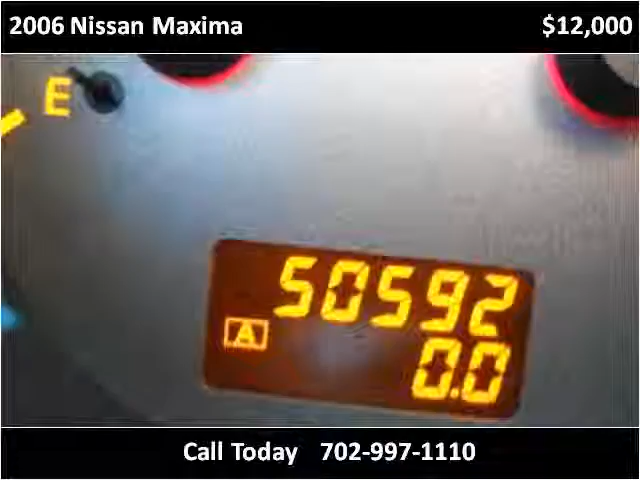 2006 Nissan Maxima $12,000
E
50592
A
0.0
Call Today 702-997-1110